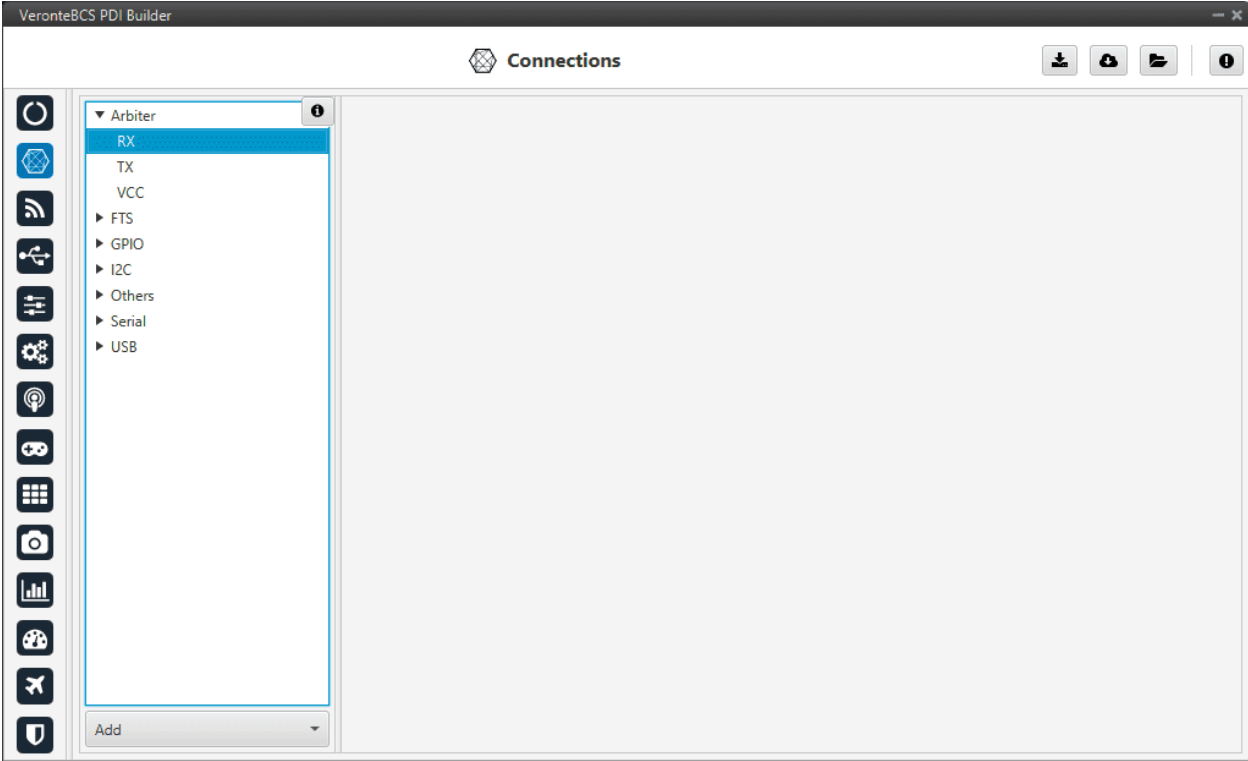 VeronteBCS PDI Builder
Connections
Arbiter
RX
TX
VCC
FTS
GPIO
I2C
Others
Serial
USB
Add